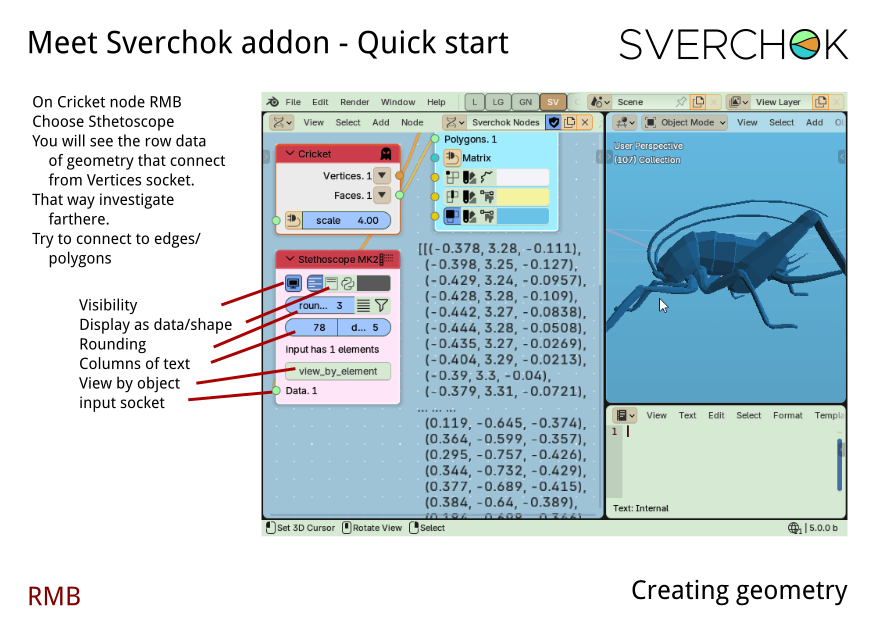 Meet Sverchok addon - Quick start
SVERCHOK
On Cricket node RMB
Choose Sthetoscope
You will see the row data
of geometry that connect
from Vertices socket.
That way investigate
farthere.
Try to connect to edges/
polygons
Visibility
Display as data/shape
Rounding
Columns of text
View by object
input socket
File Edit Render Window Help L LG GN SV Scene View Layer
View Select Add Node Sverchok Nodes
Cricket
Vertices. 1
Faces. 1
scale 4.00
Stethoscope MK2
roun... 3
78 d... 5
Input has 1 elements
view_by_element
Data. 1
Polygons. 1
Matrix
[[(-0.378, 3.28, -0.111),
(-0.398, 3.25, -0.127),
(-0.429, 3.24, -0.0957),
(-0.428, 3.28, -0.109),
(-0.442, 3.27, -0.0838),
(-0.444, 3.28, -0.0508),
(-0.435, 3.27, -0.0269),
(-0.404, 3.29, -0.0213),
(-0.39, 3.3, -0.04),
(-0.379, 3.31, -0.0721),
... ... ...
(0.119, -0.645, -0.374),
(0.364, -0.599, -0.357),
(0.295, -0.757, -0.426),
(0.344, -0.732, -0.429),
(0.377, -0.689, -0.415),
(0.384, -0.64, -0.389),
Object Mode View Select Add
User Perspective
(107) Collection
View Text Edit Select Format Templa
1
Text: Internal
Set 3D Cursor Rotate View Select
5.0.0 b
RMB
Creating geometry